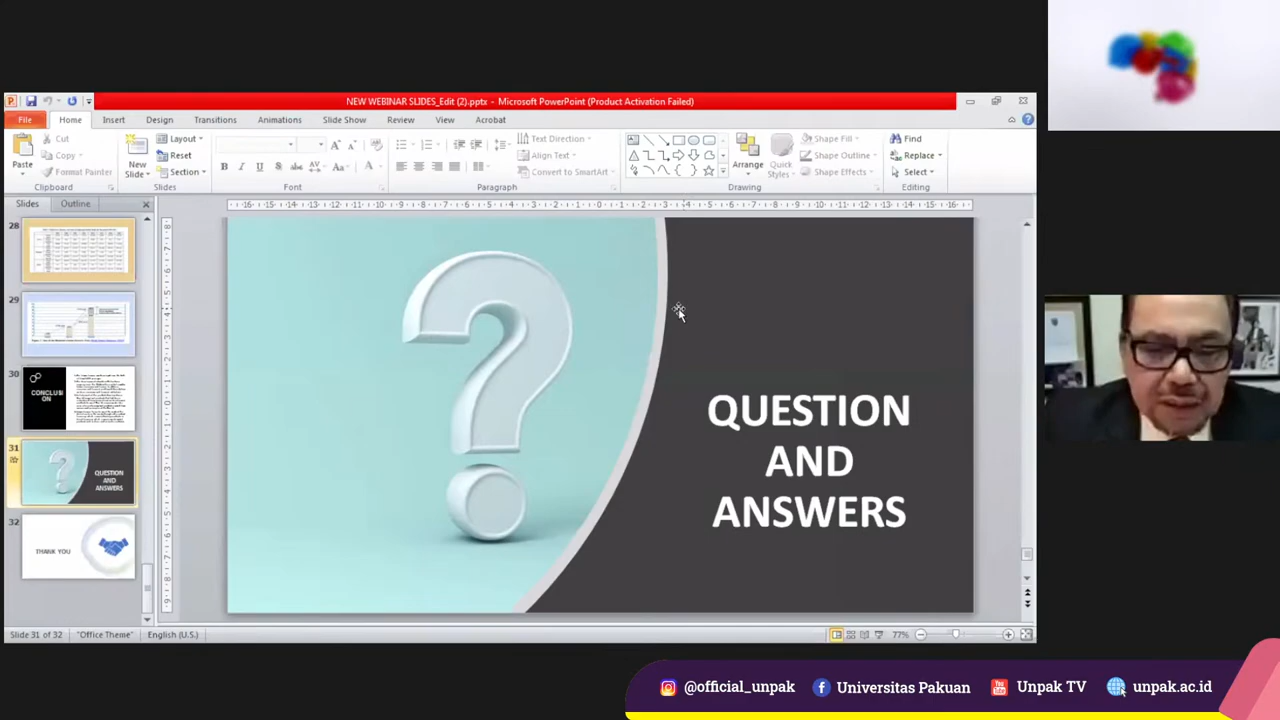 NEW WEBINAR SLIDES_Edit (2).pptx - Microsoft PowerPoint (Product Activation Failed)
File Home Insert Design Transitions Animations Slide Show Review View Acrobat
Paste
Cut
Copy
Format Painter
Clipboard
New
Slide
Layout
Reset
Section
Slides
Font
Text Direction
Align Text
Convert to SmartArt
Paragraph
Arrange
Quick
Styles
Shape Fill
Shape Outline
Shape Effects
Drawing
Find
Replace
Select
Editing
Slides Outline
28
29
30
CONCLUSI
ON
31
QUESTION
AND
ANSWERS
32
THANK YOU
QUESTION
AND
ANSWERS
Slide 31 of 32 "Office Theme" English (U.S.) 77%
@official_unpak Universitas Pakuan Unpak TV unpak.ac.id